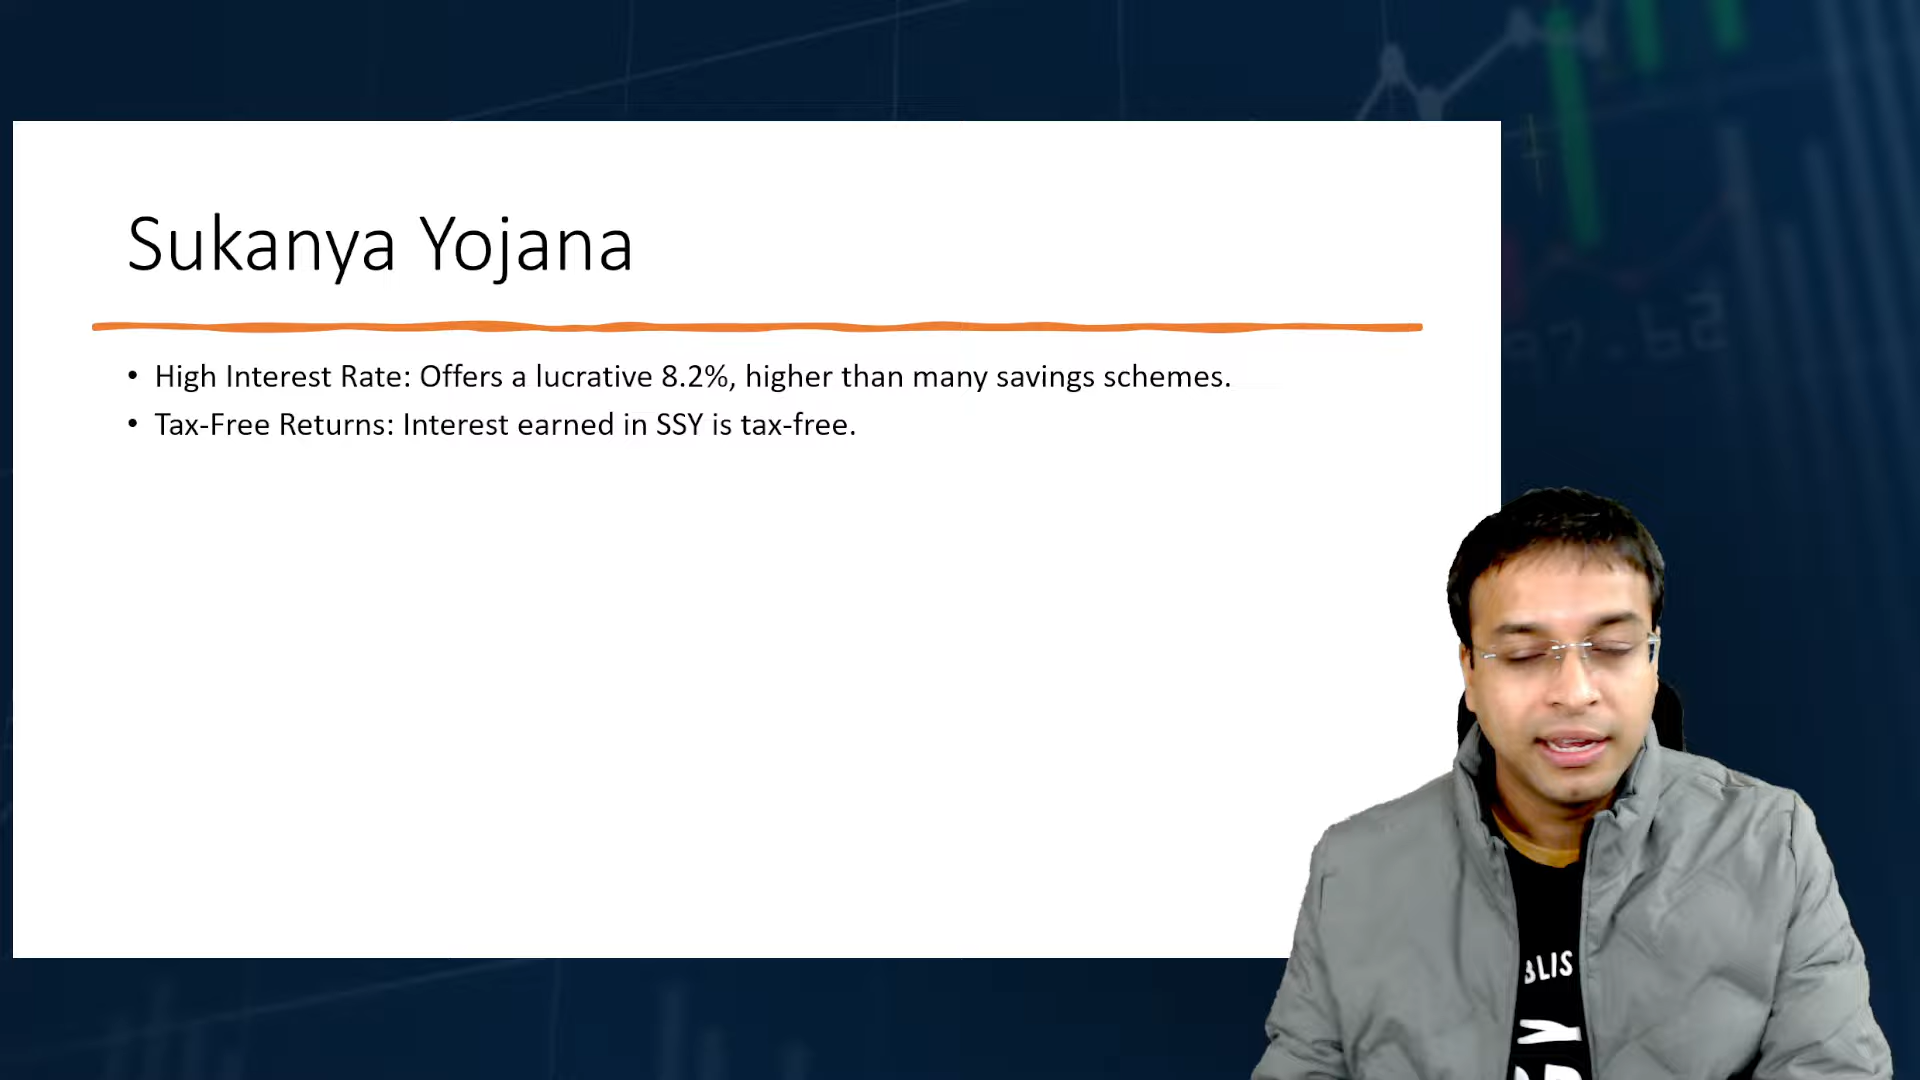 Sukanya Yojana
• High Interest Rate: Offers a lucrative 8.2%, higher than many savings schemes.
• Tax-Free Returns: Interest earned in SSY is tax-free.